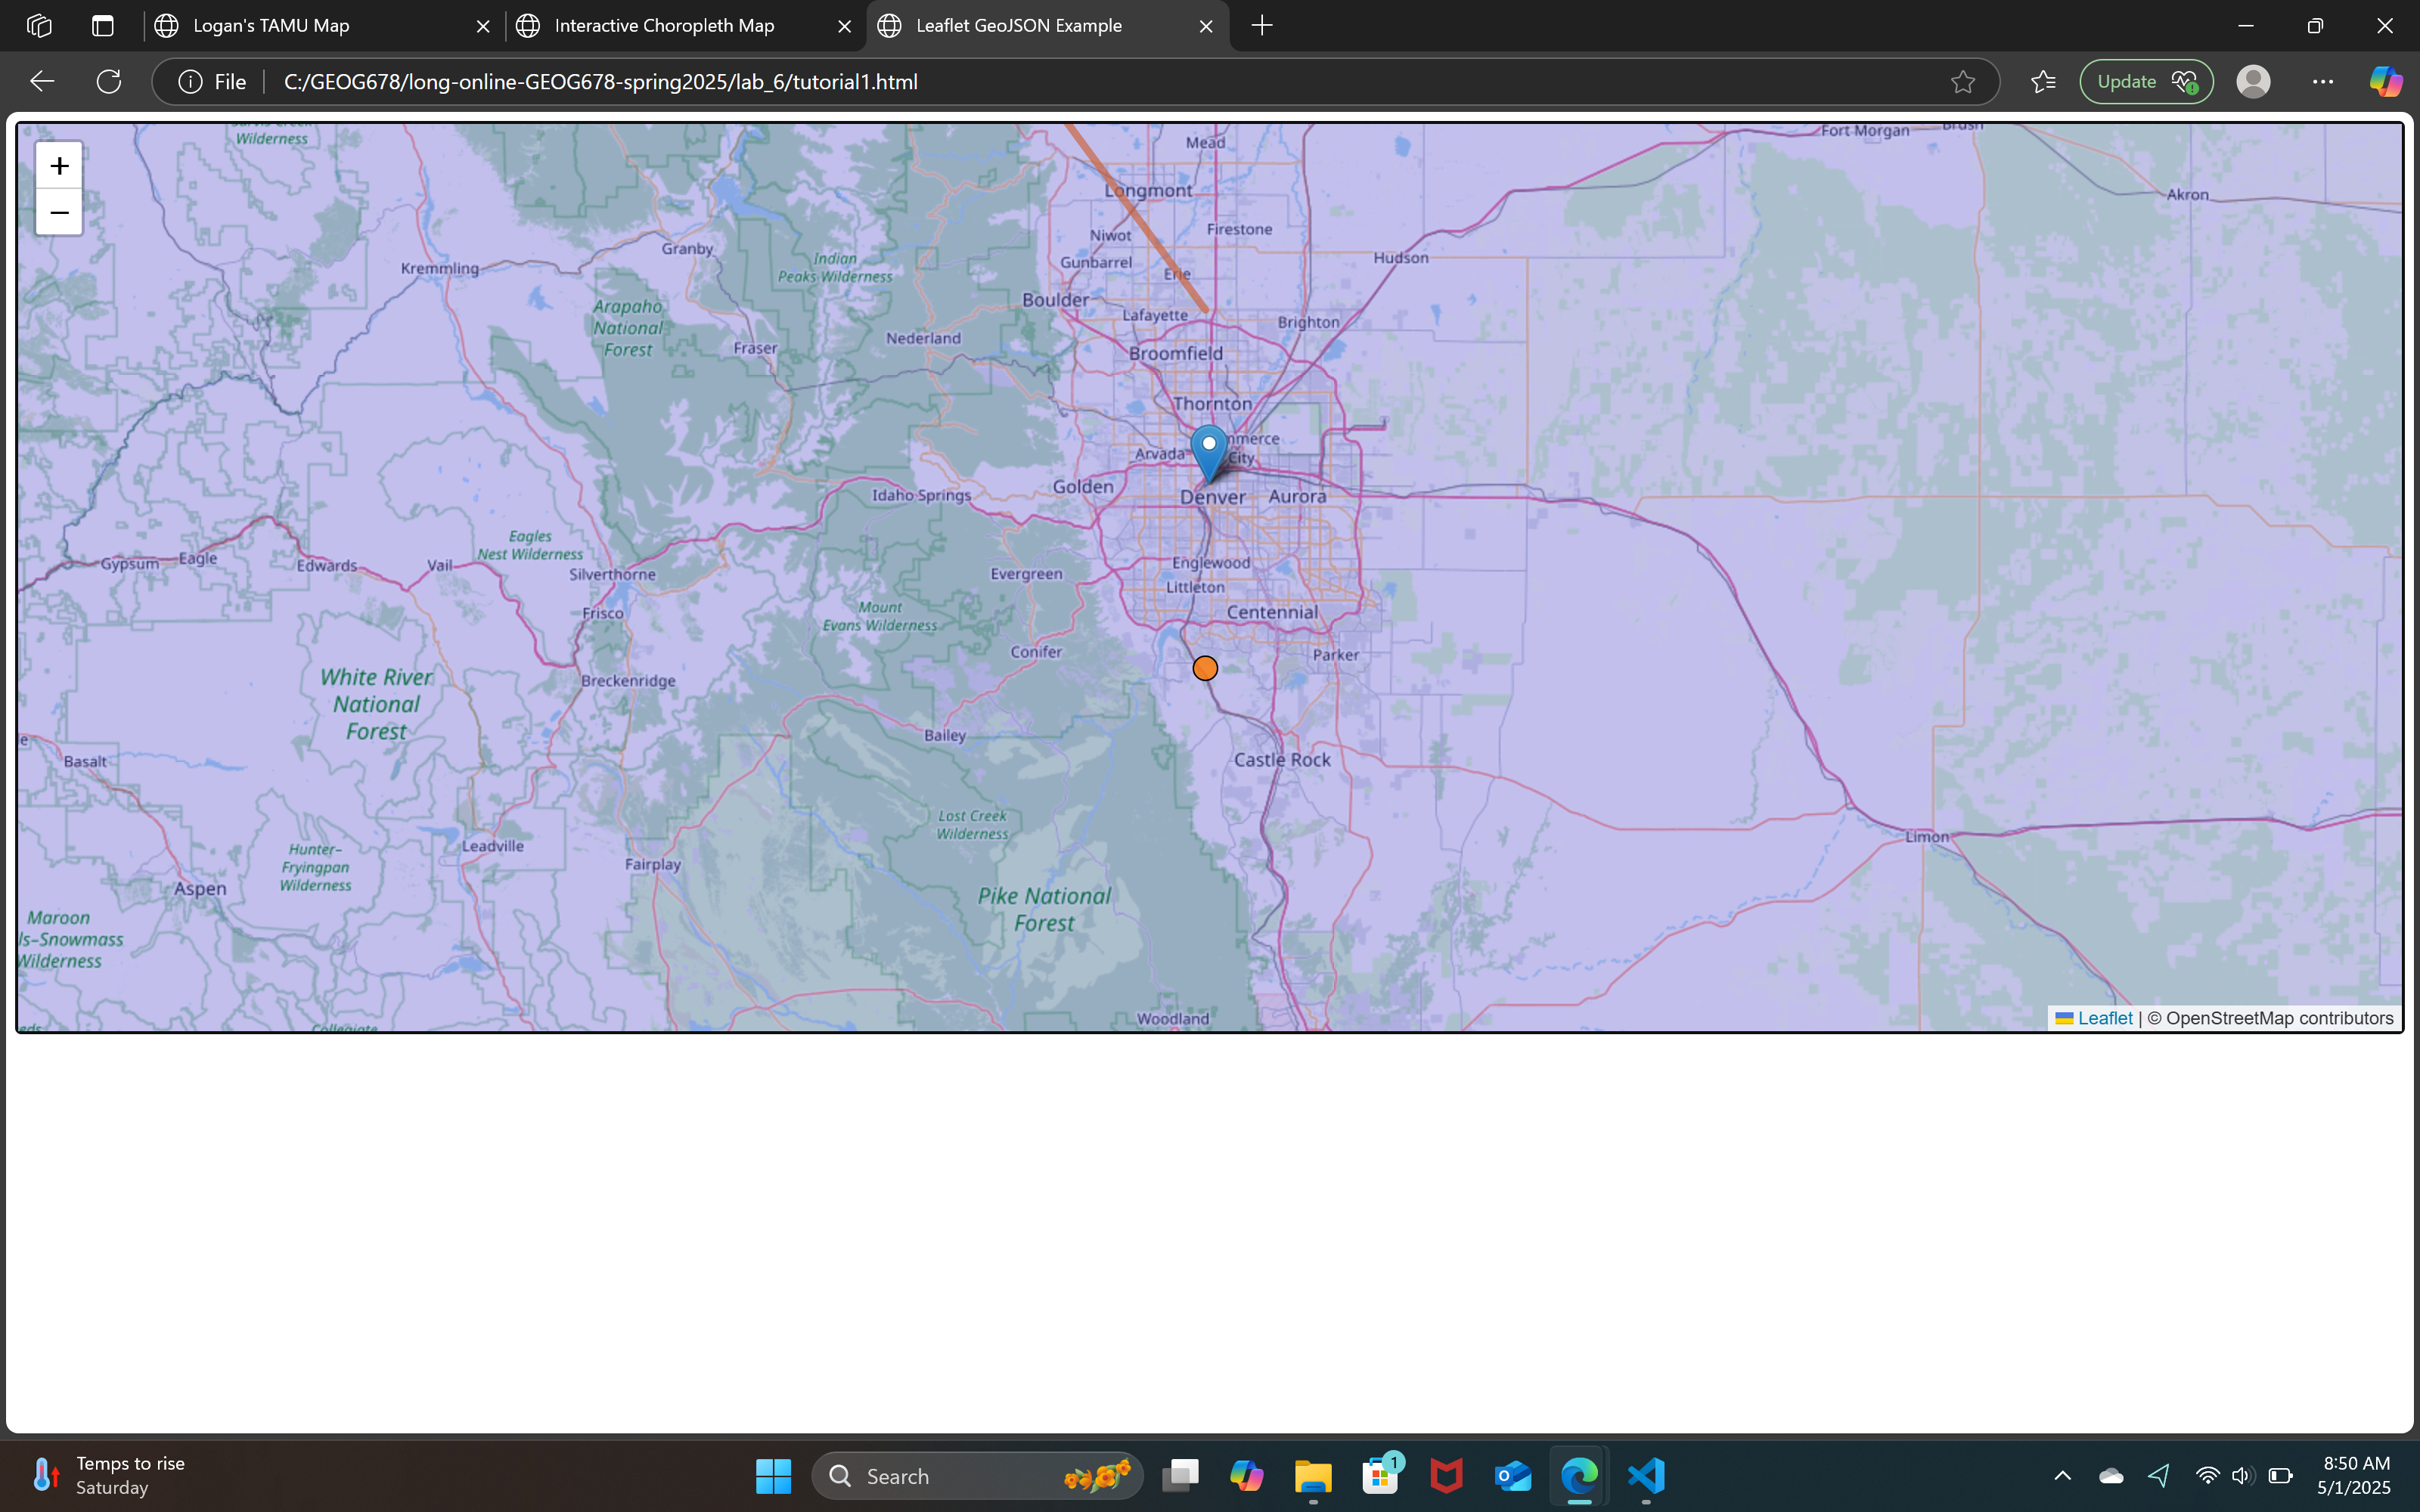 Logan's TAMU Map
Interactive Choropleth Map
Leaflet GeoJSON Example
File
C:/GEOG678/long-online-GEOG678-spring2025/lab_6/tutorial1.html
Update
+
−
Wilderness
Mead
Fort Morgan
Brush
Akron
Longmont
Niwot
Firestone
Gunbarrel
Erie
Hudson
Granby
Kremmling
Indian
Peaks Wilderness
Arapaho
National
Forest
Boulder
Lafayette
Brighton
Nederland
Fraser
Broomfield
Thornton
mmerce
City
Arvada
Golden
Idaho Springs
Denver
Aurora
Eagles
Nest Wilderness
Gypsum
Eagle
Edwards
Vail
Silverthorne
Evergreen
Englewood
Littleton
Frisco
Mount
Evans Wilderness
Centennial
Conifer
Parker
White River
National
Forest
Breckenridge
Bailey
e
Basalt
Castle Rock
Lost Creek
Wilderness
Limon
Leadville
Hunter–
Fryingpan
Wilderness
Fairplay
Aspen
Pike National
Forest
Maroon
ls–Snowmass
Wilderness
Woodland
Collegiate
eds
Leaflet | © OpenStreetMap contributors
Temps to rise
Saturday
Search
1
8:50 AM
5/1/2025